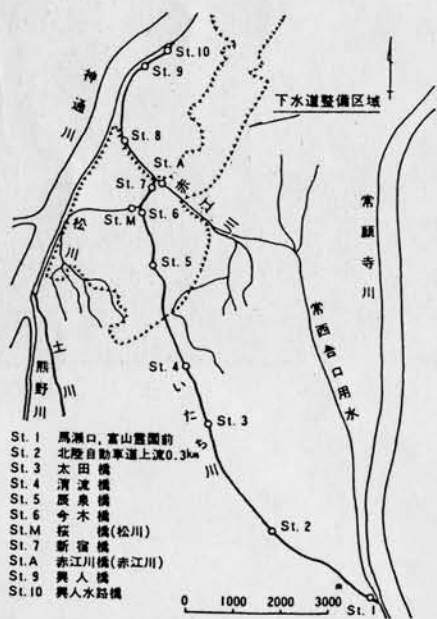 St. 10
St. 9
神通川
下水道整備区域
St. 8
St. A
赤江川
St. 7
St. M
St. 6
松川
常願寺川
St. 5
常西合口用水
土川
熊野川
St. 4
いたち川
St. 3
St. 2
St. 1
St. 1 馬瀬口,富山霊園前
St. 2 北陸自動車道上流0.3km
St. 3 太田橋
St. 4 清流橋
St. 5 辰泉橋
St. 6 今木橋
St. M 桜橋(松川)
St. 7 新宿橋
St. A 赤江川橋(赤江川)
St. 9 興人橋
St. 10 興人水路橋
0 1000 2000 3000 m